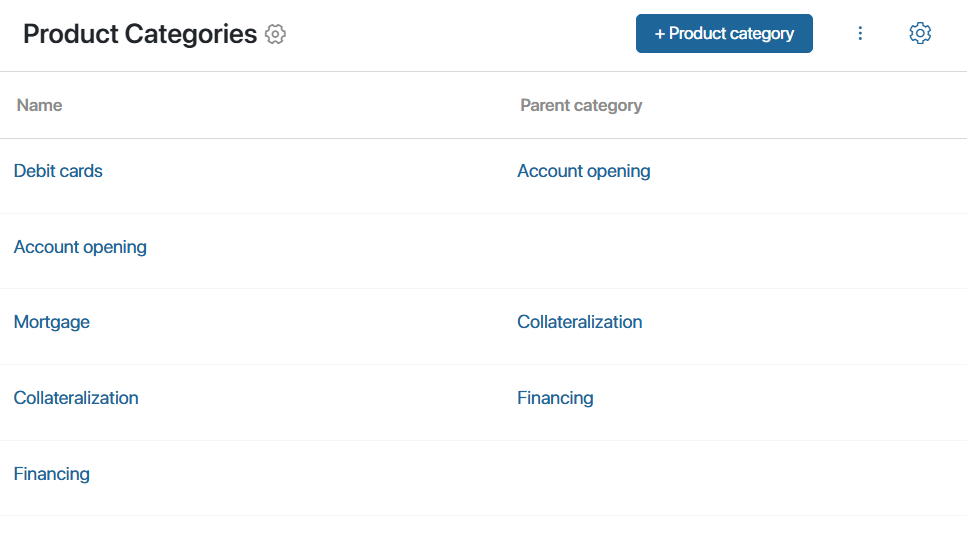 Product Categories
+ Product category
Name Parent category
Debit cards Account opening
Account opening
Mortgage Collateralization
Collateralization Financing
Financing